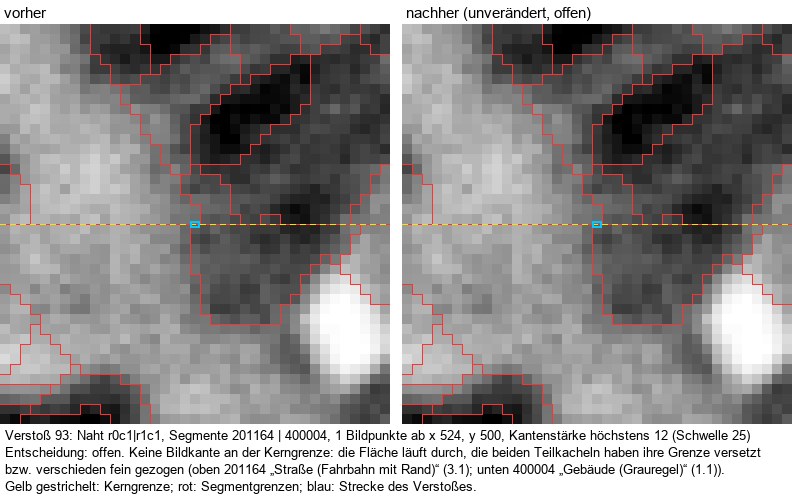 vorher
nachher (unverändert, offen)
Verstoß 93: Naht r0c1|r1c1, Segmente 201164 | 400004, 1 Bildpunkte ab x 524, y 500, Kantenstärke höchstens 12 (Schwelle 25)
Entscheidung: offen. Keine Bildkante an der Kerngrenze: die Fläche läuft durch, die beiden Teilkacheln haben ihre Grenze versetzt
bzw. verschieden fein gezogen (oben 201164 „Straße (Fahrbahn mit Rand)“ (3.1); unten 400004 „Gebäude (Grauregel)“ (1.1)).
Gelb gestrichelt: Kerngrenze; rot: Segmentgrenzen; blau: Strecke des Verstoßes.